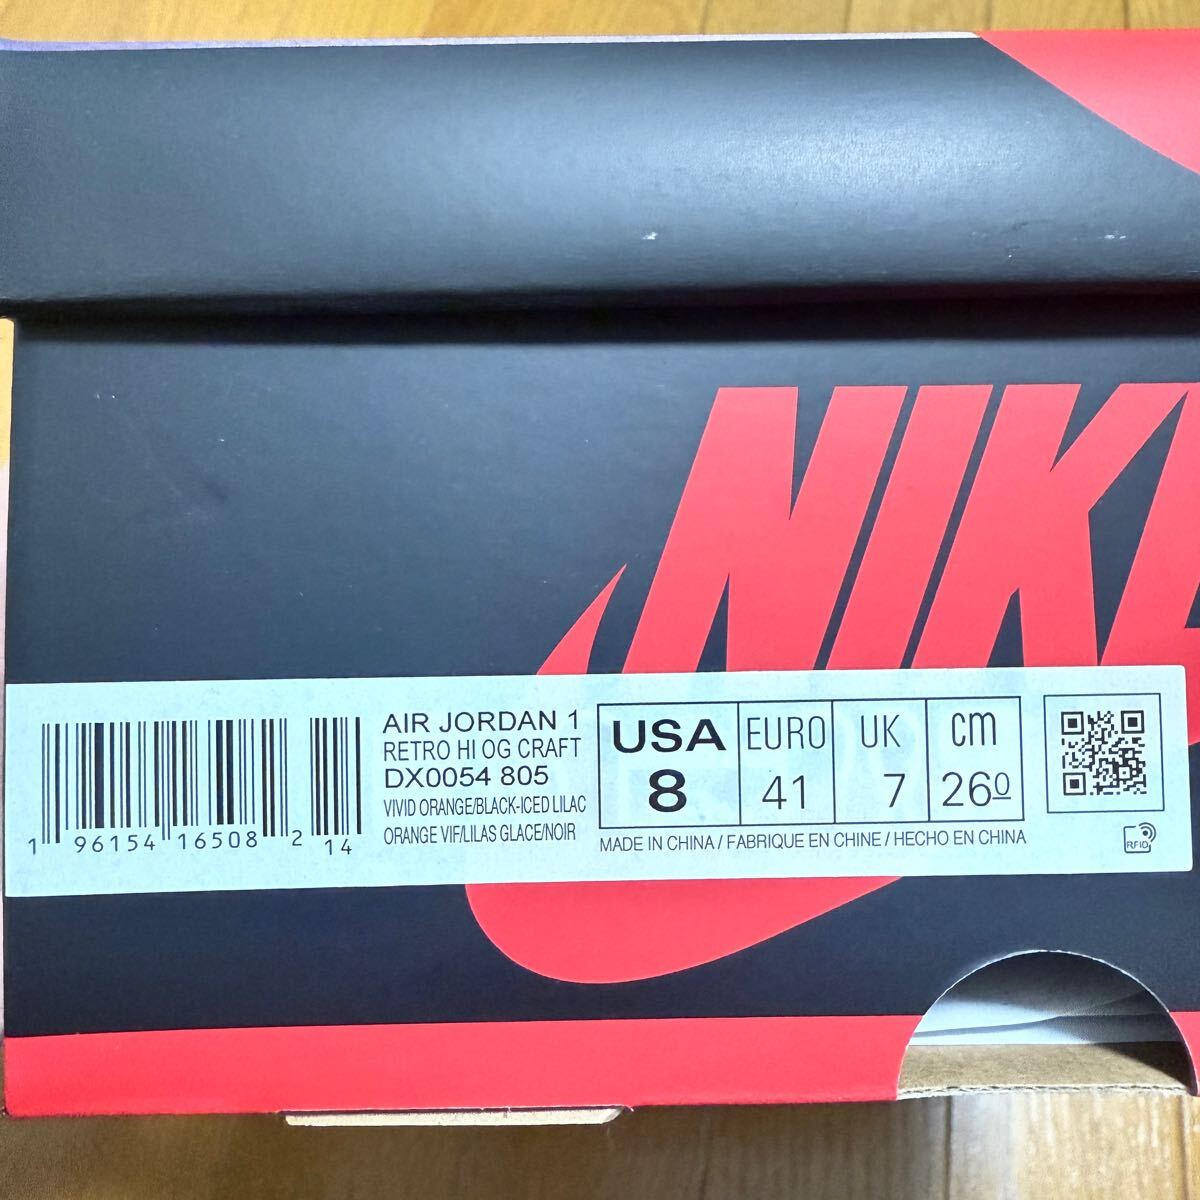 NIK
AIR JORDAN 1
RETRO HI OG CRAFT
DX0054 805
VIVID ORANGE/BLACK-ICED LILAC
ORANGE VIF/LILAS GLACE/NOIR
1 96154 16508 2 14
USA EURO UK cm
8 41 7 26.0
MADE IN CHINA / FABRIQUE EN CHINE / HECHO EN CHINA
RFID